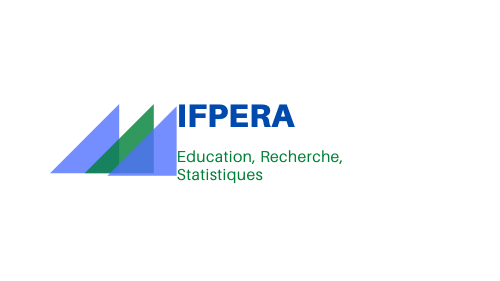 IFPERA
Education, Recherche,
Statistiques